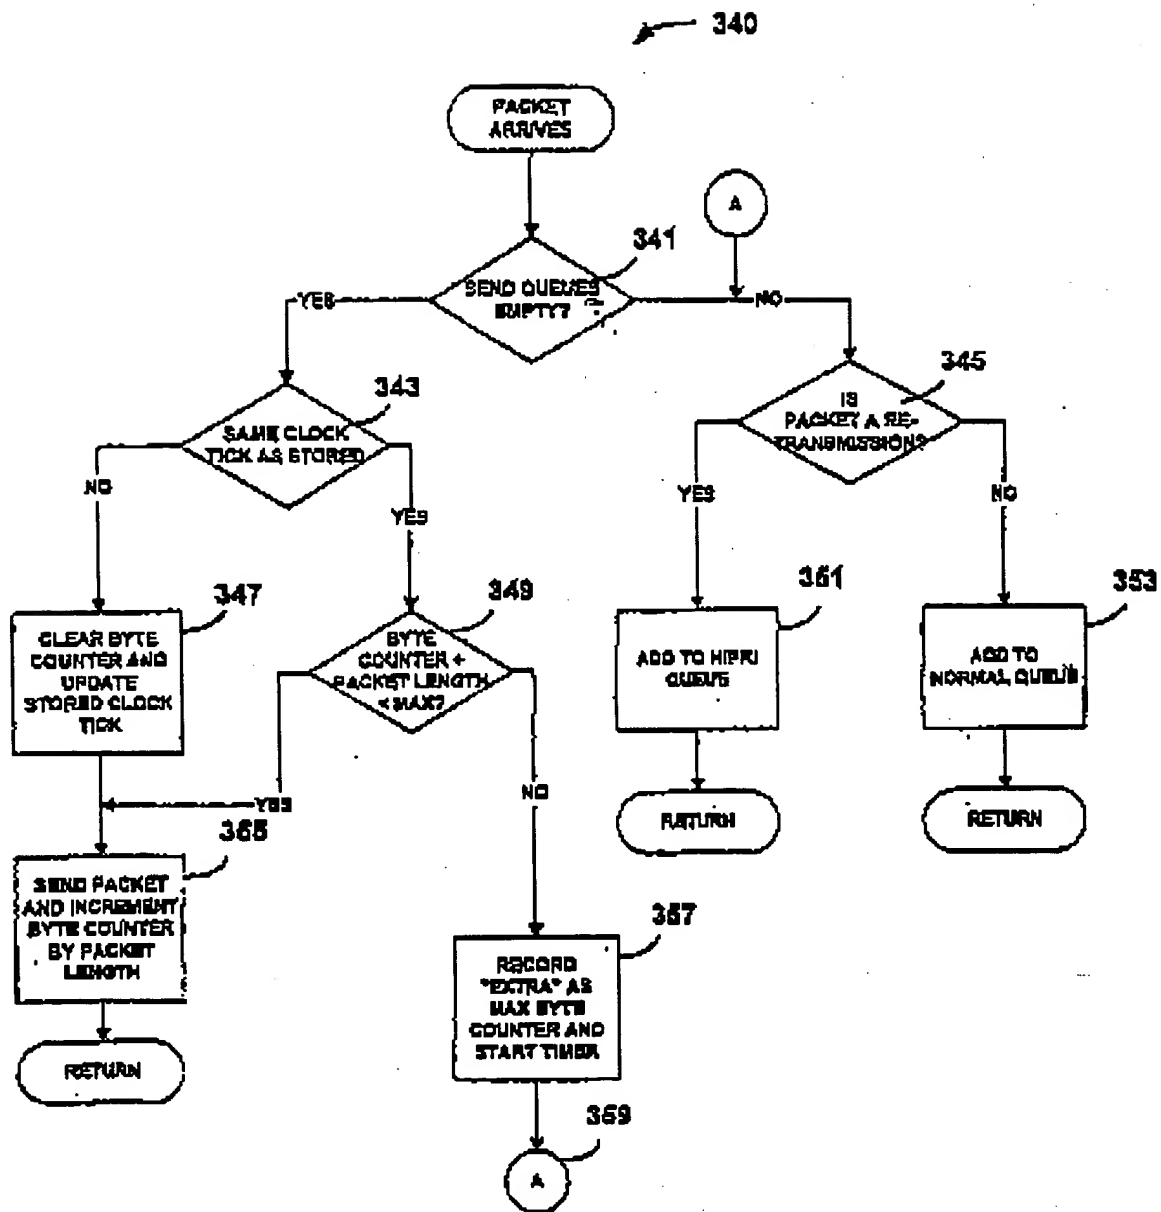 340
PACKET
ARRIVES
A
341
SEND QUEUES
EMPTY?
YES
NO
343
SAME CLOCK
TICK AS STORED
345
IS
PACKET A RE-
TRANSMISSION?
NO
YES
YES
NO
347
CLEAR BYTE
COUNTER AND
UPDATE
STORED CLOCK
TICK
349
BYTE
COUNTER +
PACKET LENGTH
< MAX?
351
ADD TO HIPRI
QUEUE
353
ADD TO
NORMAL QUEUE
YES
NO
RETURN
RETURN
355
SEND PACKET
AND INCREMENT
BYTE COUNTER
BY PACKET
LENGTH
357
RECORD
"EXTRA" AS
MAX BYTE
COUNTER AND
START TIMER
RETURN
359
A